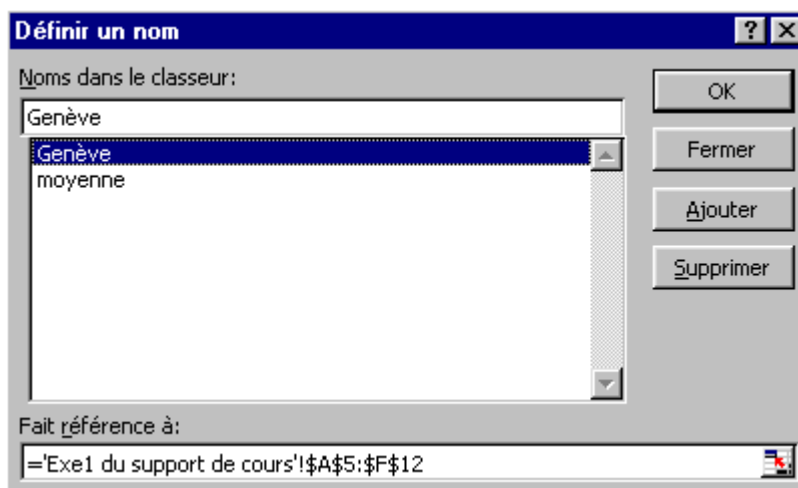 Définir un nom
Noms dans le classeur:
Genève
Genève
moyenne
OK
Fermer
Ajouter
Supprimer
Fait référence à:
='Exe1 du support de cours'!$A$5:$F$12